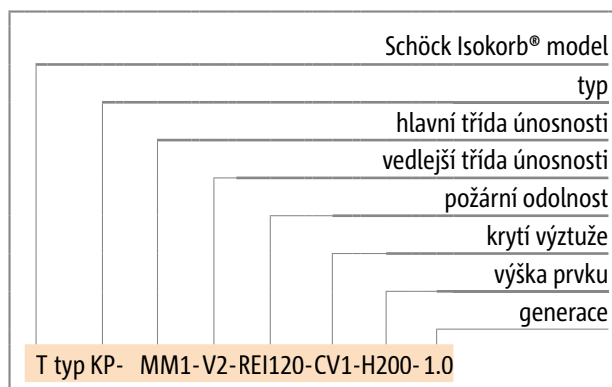 Schöck Isokorb® model
typ
hlavní třída únosnosti
vedlejší třída únosnosti
požární odolnost
krytí výztuže
výška prvku
generace
T typ KP- MM1-V2-REI120-CV1-H200-1.0